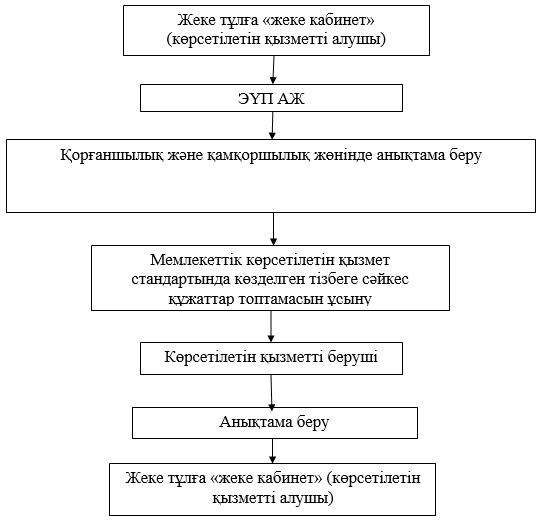 Жеке тұлға «жеке кабинет»
(көрсетілетін қызметті алушы)
ЭҮП АЖ
Қорғаншылық және қамқоршылық жөнінде анықтама беру
Мемлекеттік көрсетілетін қызмет
стандартында көзделген тізбеге сәйкес
құжаттар топтамасын ұсыну
Көрсетілетін қызметті беруші
Анықтама беру
Жеке тұлға «жеке кабинет» (көрсетілетін
қызметті алушы)